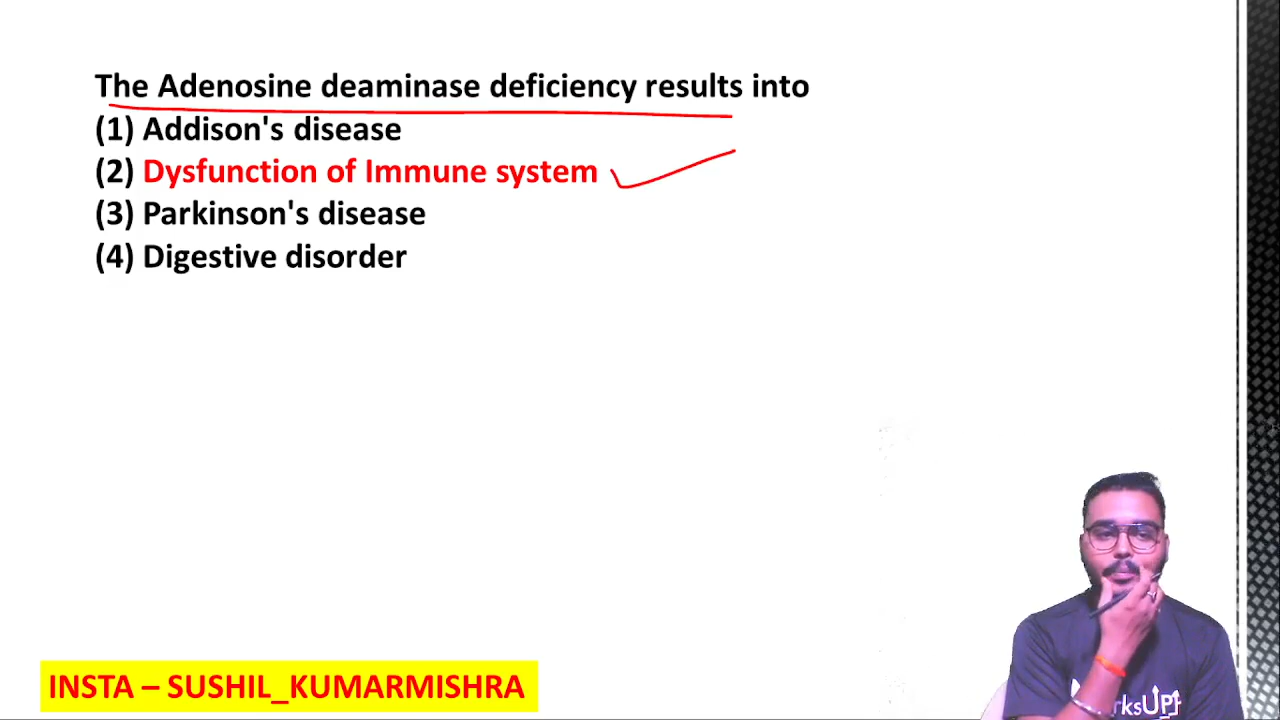 The Adenosine deaminase deficiency results into
(1) Addison's disease
(2) Dysfunction of Immune system
(3) Parkinson's disease
(4) Digestive disorder
INSTA – SUSHIL_KUMARMISHRA